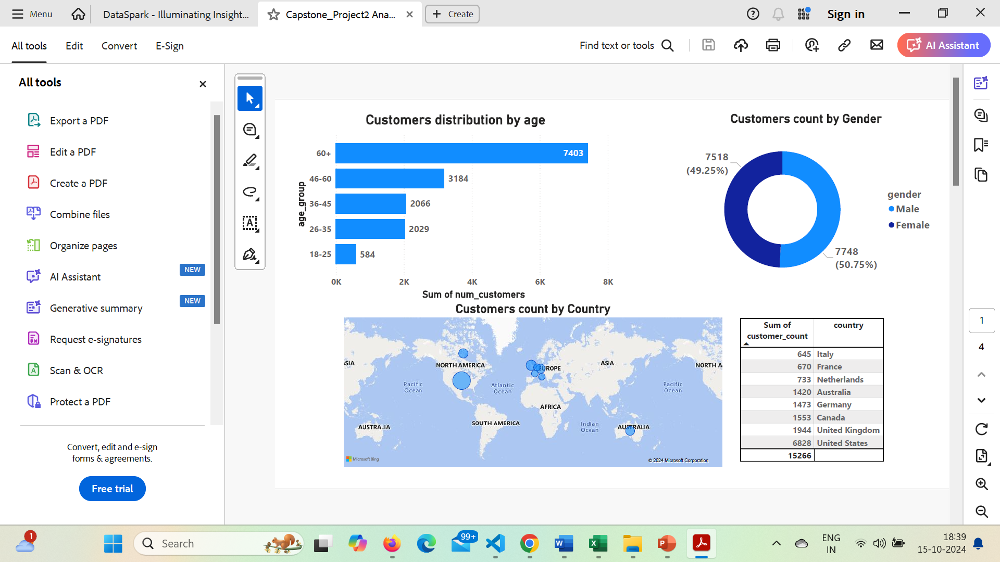 Menu
DataSpark - Illuminating Insight...
Capstone_Project2 Ana...
Create
Sign in
All tools
Edit
Convert
E-Sign
Find text or tools
AI Assistant
All tools
Export a PDF
Edit a PDF
Create a PDF
Combine files
Organize pages
AI Assistant
NEW
Generative summary
NEW
Request e-signatures
Scan & OCR
Protect a PDF
Convert, edit and e-sign
forms & agreements.
Free trial
Customers distribution by age
age_group
60+
7403
46-60
3184
36-45
2066
26-35
2029
18-25
584
0K
2K
4K
6K
8K
Sum of num_customers
Customers count by Gender
7518
(49.25%)
7748
(50.75%)
gender
Male
Female
Customers count by Country
SIA
NORTH AMERICA
EUROPE
ASIA
NORTH A
Pacific
Ocean
Atlantic
Ocean
Pacific
Ocean
AFRICA
SOUTH AMERICA
Indian
Ocean
AUSTRALIA
AUSTRALIA
Microsoft Bing
© 2024 Microsoft Corporation
Sum of customer_count country
645 Italy
670 France
733 Netherlands
1420 Australia
1473 Germany
1553 Canada
1944 United Kingdom
6828 United States
15266
1
4
1
Search
99+
ENG
IN
18:39
15-10-2024